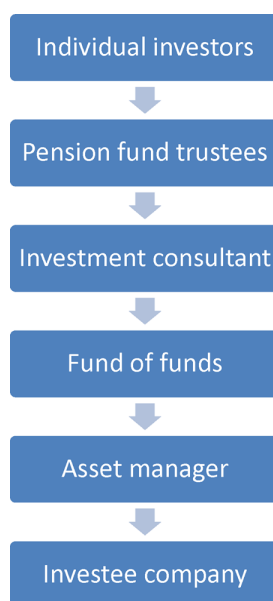 Individual investors
Pension fund trustees
Investment consultant
Fund of funds
Asset manager
Investee company